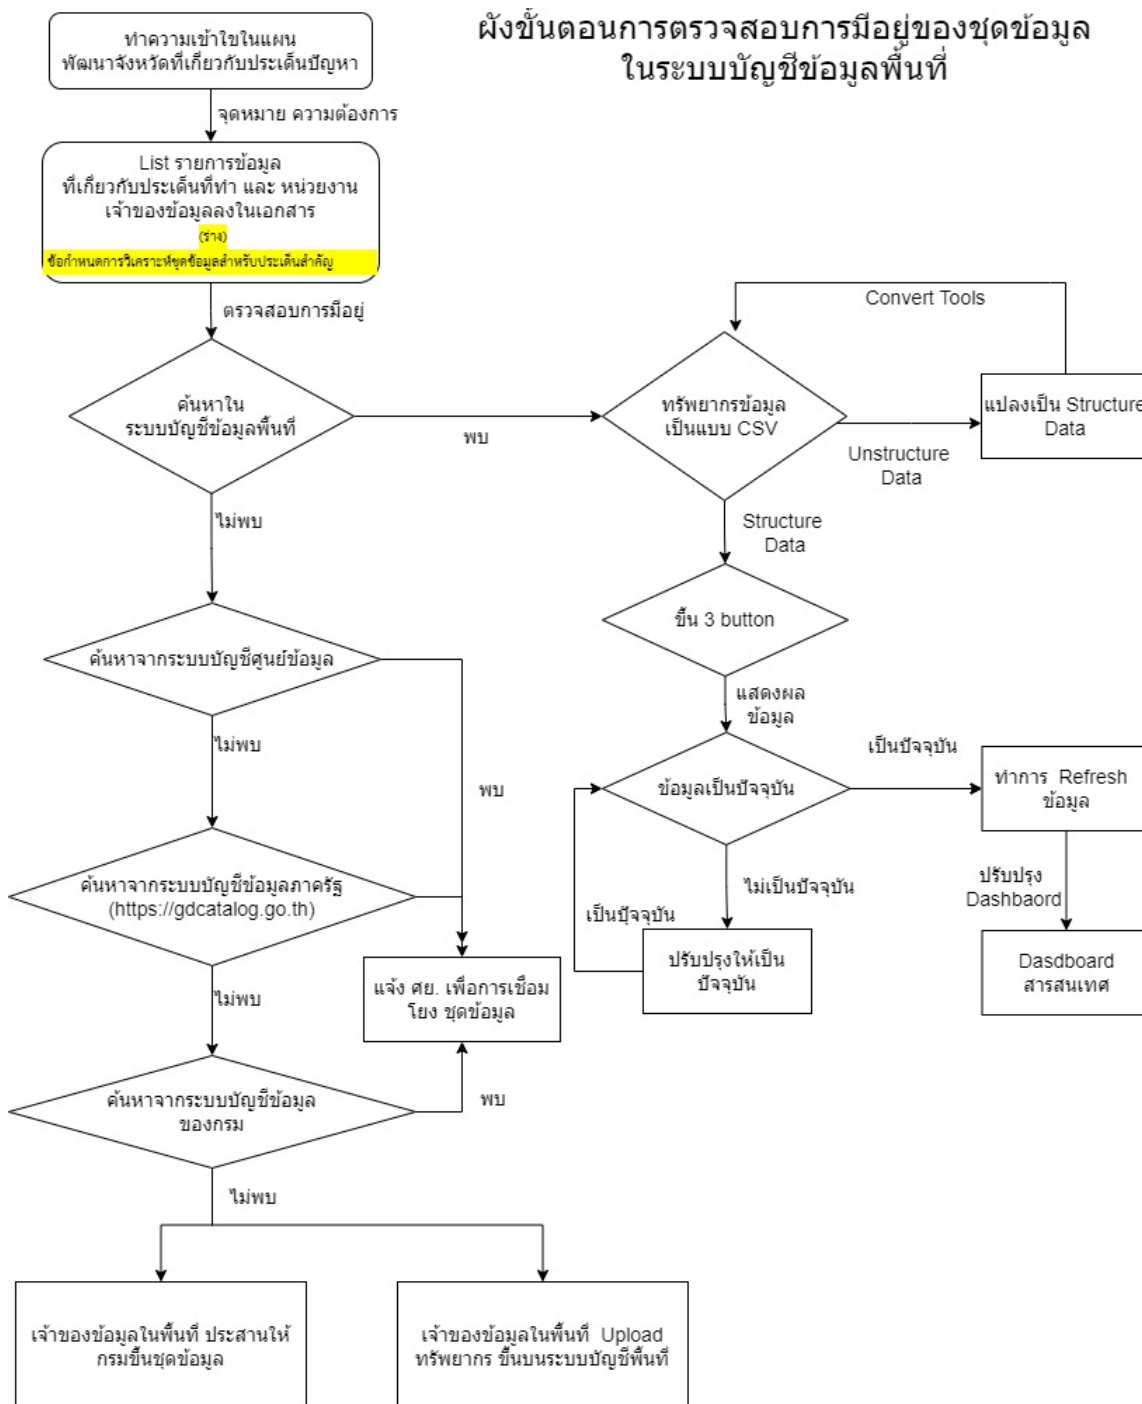 ผังขั้นตอนการตรวจสอบการมีอยู่ของชุดข้อมูล
ในระบบบัญชีข้อมูลพื้นที่
ทำความเข้าใขในแผน
พัฒนาจังหวัดที่เกี่ยวกับประเด็นปัญหา
จุดหมาย ความต้องการ
List รายการข้อมูล
ที่เกี่ยวกับประเด็นที่ทำ และ หน่วยงาน
เจ้าของข้อมูลลงในเอกสาร
(ร่าง)
ข้อกำหนดการวิเคราะห์ชุดข้อมูลสำหรับประเด็นสำคัญ
ตรวจสอบการมีอยู่
ค้นหาใน
ระบบบัญชีข้อมูลพื้นที่
พบ
ทรัพยากรข้อมูล
เป็นแบบ CSV
Convert Tools
แปลงเป็น Structure
Data
Unstructure
Data
Structure
Data
ขึ้น 3 button
แสดงผล
ข้อมูล
ข้อมูลเป็นปัจจุบัน
เป็นปัจจุบัน
ทำการ Refresh
ข้อมูล
ปรับปรุง
Dashbaord
Dasdboard
สารสนเทศ
ไม่เป็นปัจจุบัน
เป็นปุัจจุบัน
ปรับปรุงให้เป็น
ปัจจุบัน
ไม่พบ
ค้นหาจากระบบบัญชีศูนย์ข้อมูล
ไม่พบ
พบ
ค้นหาจากระบบบัญชีข้อมูลภาครัฐ
(https://gdcatalog.go.th)
แจ้ง ศย. เพื่อการเชื่อม
โยง ชุดข้อมูล
ไม่พบ
ค้นหาจากระบบบัญชีข้อมูล
ของกรม
พบ
ไม่พบ
เจ้าของข้อมูลในพื้นที่ ประสานให้
กรมขึ้นชุดข้อมูล
เจ้าของข้อมูลในพื้นที่ Upload
ทรัพยากร ขึ้นบนระบบบัญชีพื้นที่